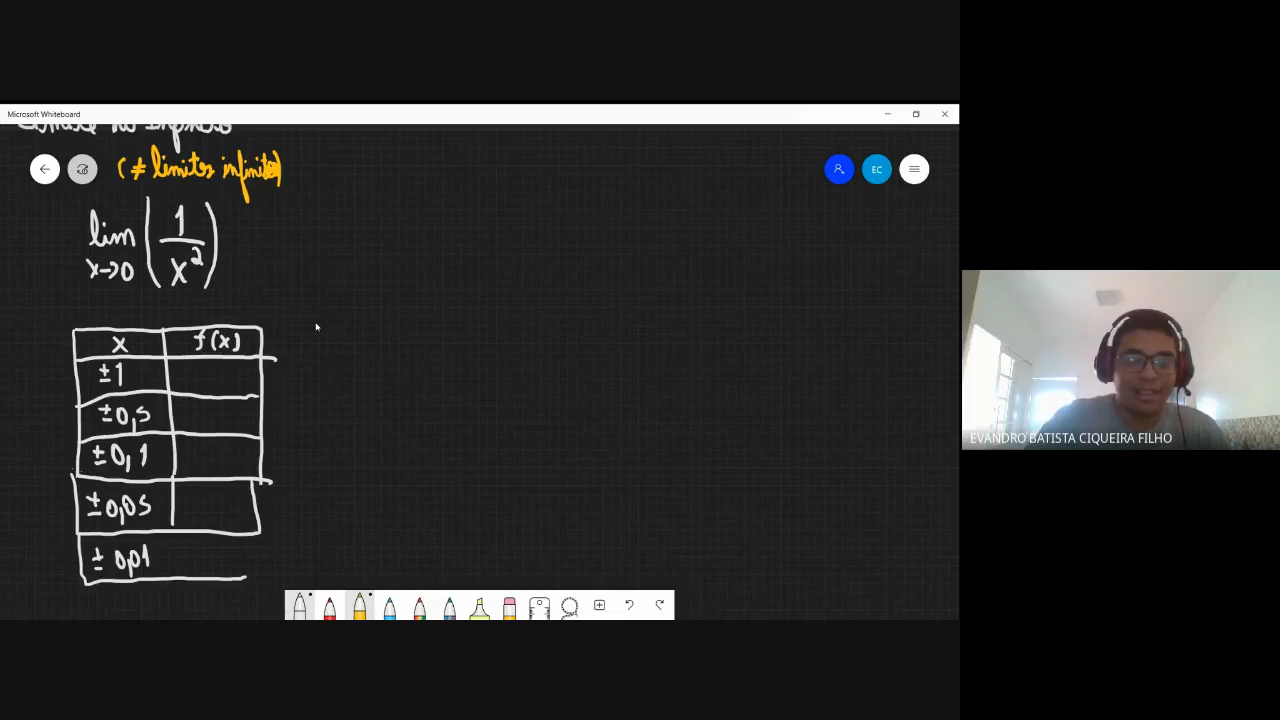 Microsoft Whiteboard
(≠ limites infinitos)
EC
lim (1/x²)
x→0
x f(x)
±1
±0,5
±0,1
EVANDRO BATISTA CIQUEIRA FILHO
±0,05
±0,01